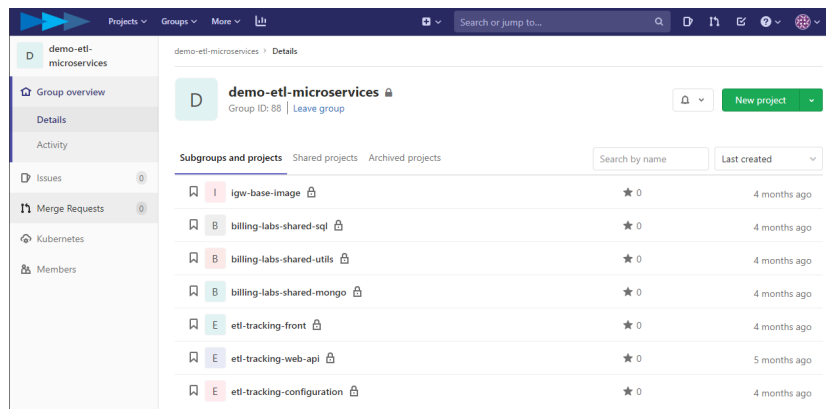 Projects Groups More Search or jump to...
D demo-etl-microservices
demo-etl-microservices > Details
Group overview
Details
Activity
Issues 0
Merge Requests 0
Kubernetes
Members
D demo-etl-microservices
Group ID: 88 | Leave group
New project
Subgroups and projects Shared projects Archived projects Search by name Last created
I igw-base-image 0 4 months ago
B billing-labs-shared-sql 0 4 months ago
B billing-labs-shared-utils 0 4 months ago
B billing-labs-shared-mongo 0 4 months ago
E etl-tracking-front 0 4 months ago
E etl-tracking-web-api 0 5 months ago
E etl-tracking-configuration 0 4 months ago